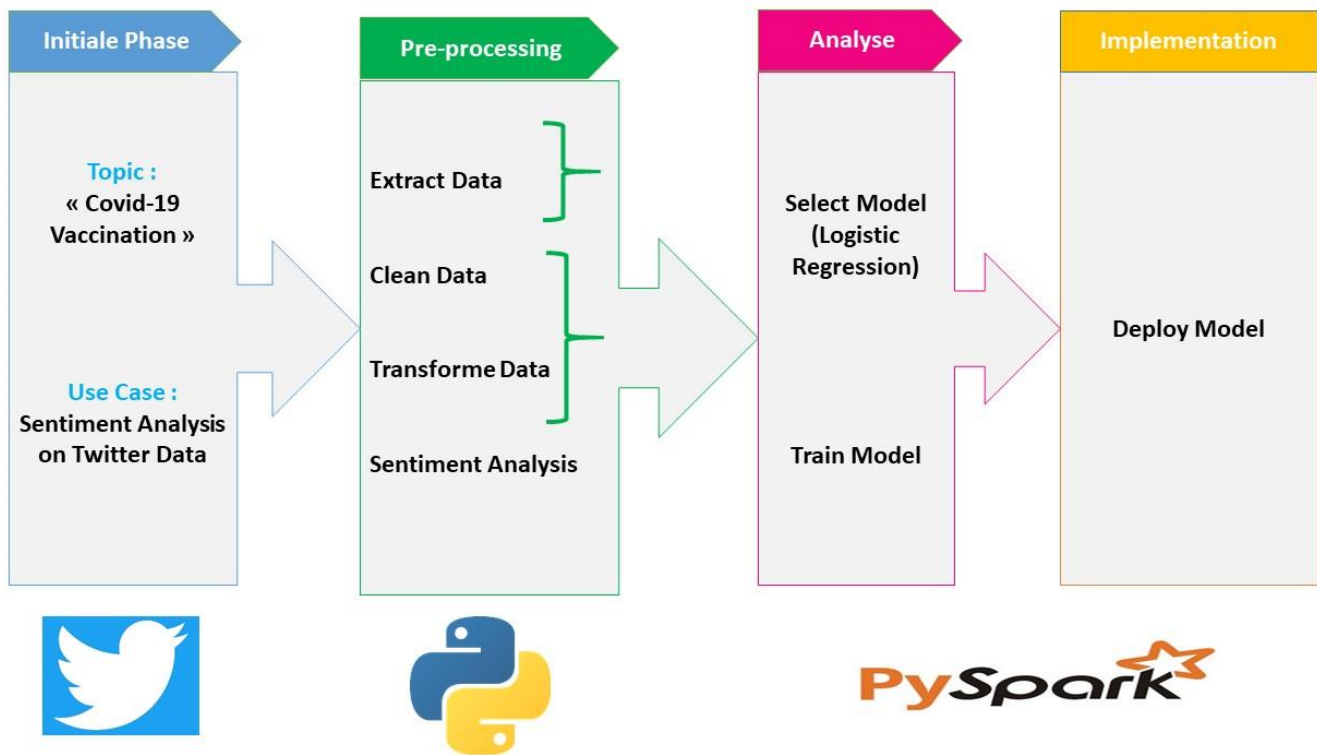 Initiale Phase
Topic :
« Covid-19
Vaccination »
Use Case :
Sentiment Analysis
on Twitter Data
Pre-processing
Extract Data
Clean Data
Transforme Data
Sentiment Analysis
Analyse
Select Model
(Logistic
Regression)
Train Model
Implementation
Deploy Model
PySpark